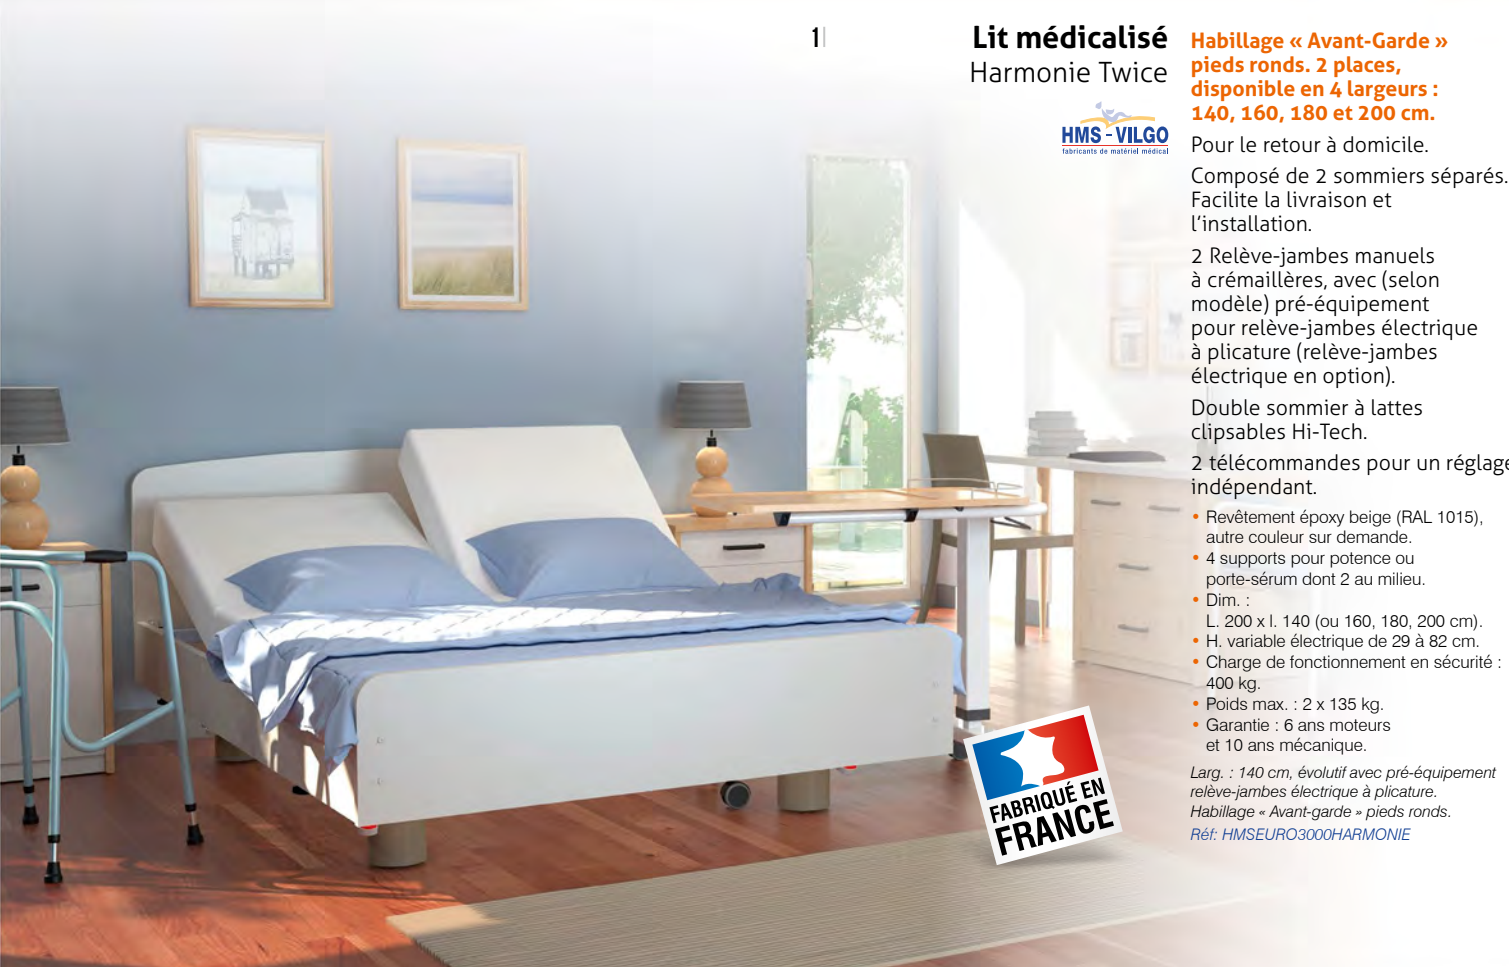 1
Lit médicalisé
Harmonie Twice
HMS - VILGO
fabricants de matériel médical
Habillage « Avant-Garde »
pieds ronds. 2 places,
disponible en 4 largeurs :
140, 160, 180 et 200 cm.
Pour le retour à domicile.
Composé de 2 sommiers séparés.
Facilite la livraison et
l’installation.
2 Relève-jambes manuels
à crémaillères, avec (selon
modèle) pré-équipement
pour relève-jambes électrique
à plicature (relève-jambes
électrique en option).
Double sommier à lattes
clipsables Hi-Tech.
2 télécommandes pour un réglage
indépendant.
• Revêtement époxy beige (RAL 1015),
autre couleur sur demande.
• 4 supports pour potence ou
porte-sérum dont 2 au milieu.
• Dim. :
L. 200 x l. 140 (ou 160, 180, 200 cm).
• H. variable électrique de 29 à 82 cm.
• Charge de fonctionnement en sécurité :
400 kg.
• Poids max. : 2 x 135 kg.
• Garantie : 6 ans moteurs
et 10 ans mécanique.
Larg. : 140 cm, évolutif avec pré-équipement
relève-jambes électrique à plicature.
Habillage « Avant-garde » pieds ronds.
Réf: HMSEURO3000HARMONIE
FABRIQUÉ EN
FRANCE